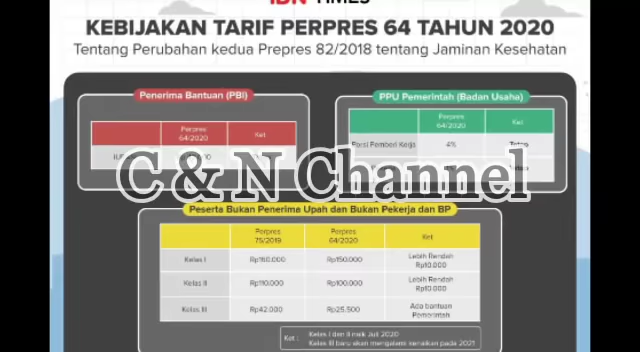 IDN TIMES
KEBIJAKAN TARIF PERPRES 64 TAHUN 2020
Tentang Perubahan kedua Prepres 82/2018 tentang Jaminan Kesehatan
Penerima Bantuan (PBI)
Perpres 64/2020 Ket
PPU Pemerintah (Badan Usaha)
Perpres 64/2020 Ket
Porsi Pemberi Kerja 4% Tetap
C & N Channel
Peserta Bukan Penerima Upah dan Bukan Pekerja dan BP
Perpres Perpres Ket
75/2019 64/2020
Kelas I Rp160.000 Rp150.000 Lebih Rendah
Rp10.000
Kelas II Rp110.000 Rp100.000 Lebih Rendah
Rp10.000
Kelas III Rp42.000 Rp25.500 Ada bantuan
Pemerintah
Ket : Kelas I dan II naik Juli 2020
Kelas III baru akan mengalami kenaikan pada 2021